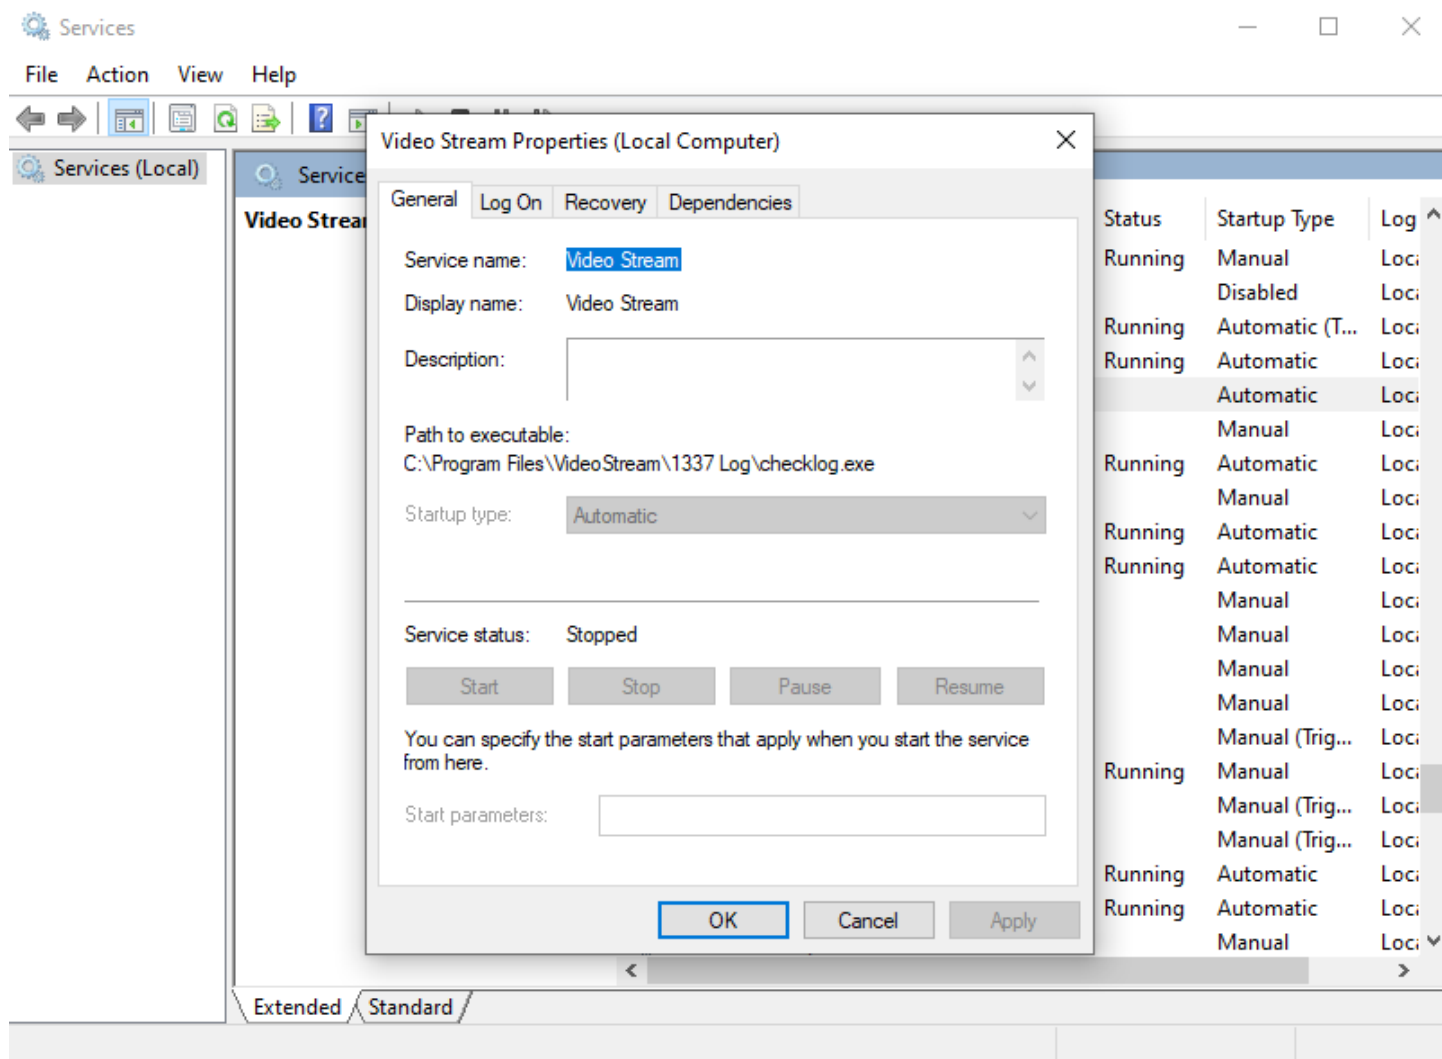 Services
File Action View Help
Services (Local)
Video Stream Properties (Local Computer)
General Log On Recovery Dependencies
Service name: Video Stream
Display name: Video Stream
Description:
Path to executable:
C:\Program Files\VideoStream\1337 Log\checklog.exe
Startup type: Automatic
Service status: Stopped
Start Stop Pause Resume
You can specify the start parameters that apply when you start the service
from here.
Start parameters:
OK Cancel Apply
Service
Video
Status Startup Type Log
Running Manual
Disabled
Running Automatic (T...
Running Automatic
Automatic
Manual
Running Automatic
Manual
Running Automatic
Running Automatic
Manual
Manual
Manual
Manual
Manual (Trig...
Running Manual
Manual (Trig...
Manual (Trig...
Running Automatic
Running Automatic
Manual
Extended Standard